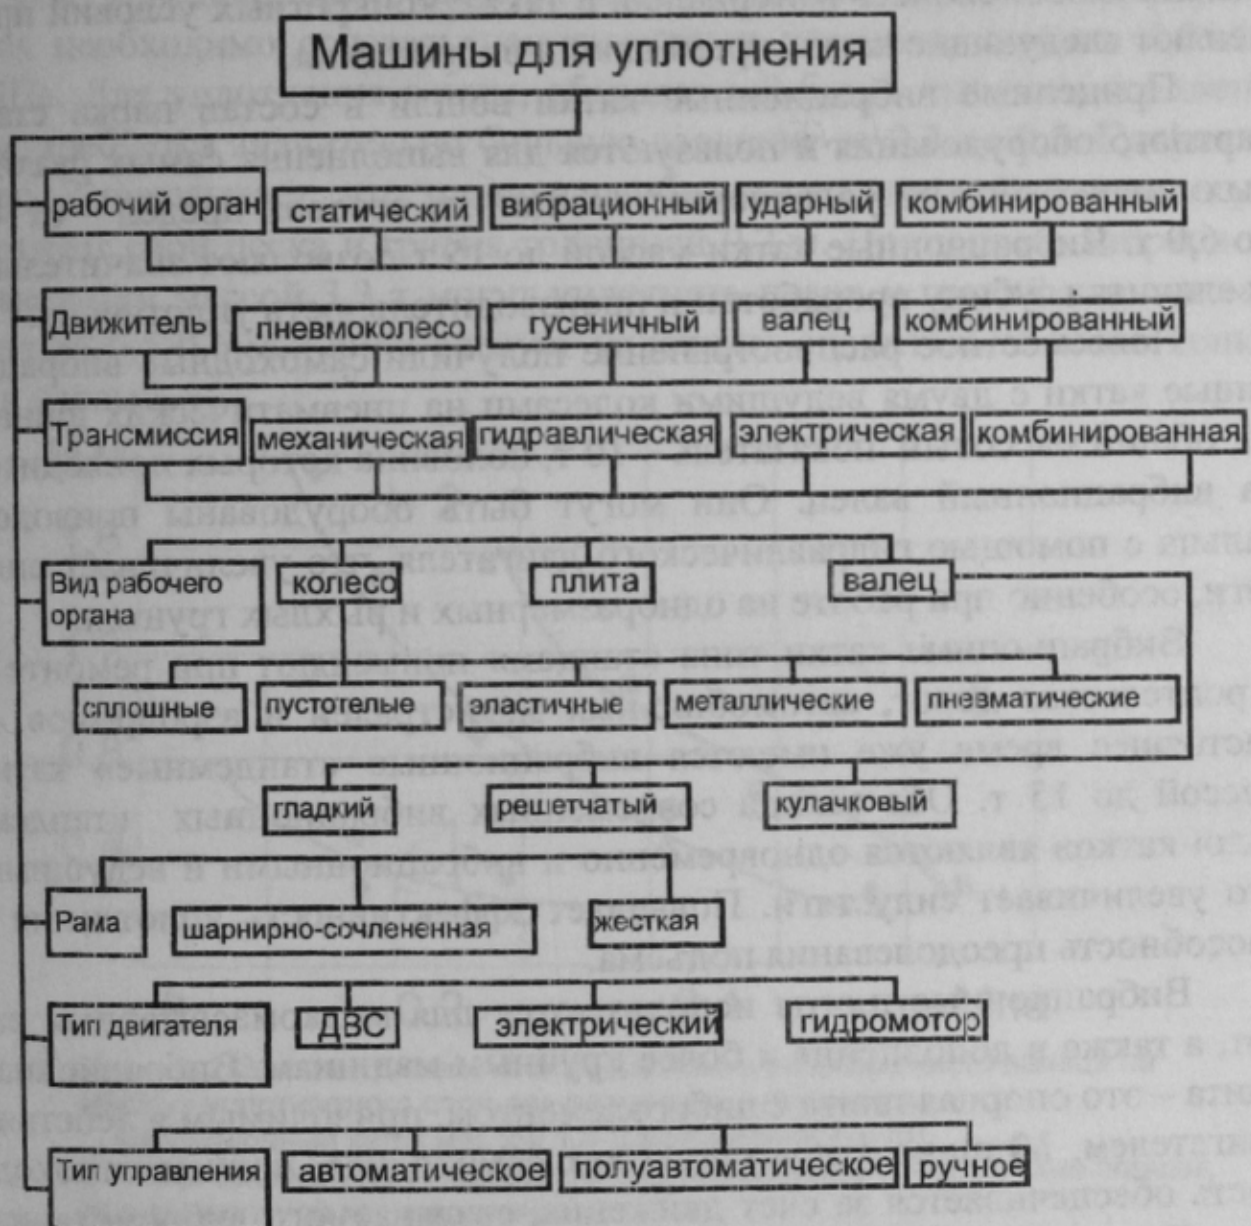 Машины для уплотнения
рабочий орган статический вибрационный ударный комбинированный
Движитель пневмоколесо гусеничный валец комбинированный
Трансмиссия механическая гидравлическая электрическая комбинированная
Вид рабочего
органа
колесо плита валец
сплошные пустотелые эластичные металлические пневматические
гладкий решетчатый кулачковый
Рама шарнирно-сочлененная жесткая
Тип двигателя ДВС электрический гидромотор
Тип управления автоматическое полуавтоматическое ручное